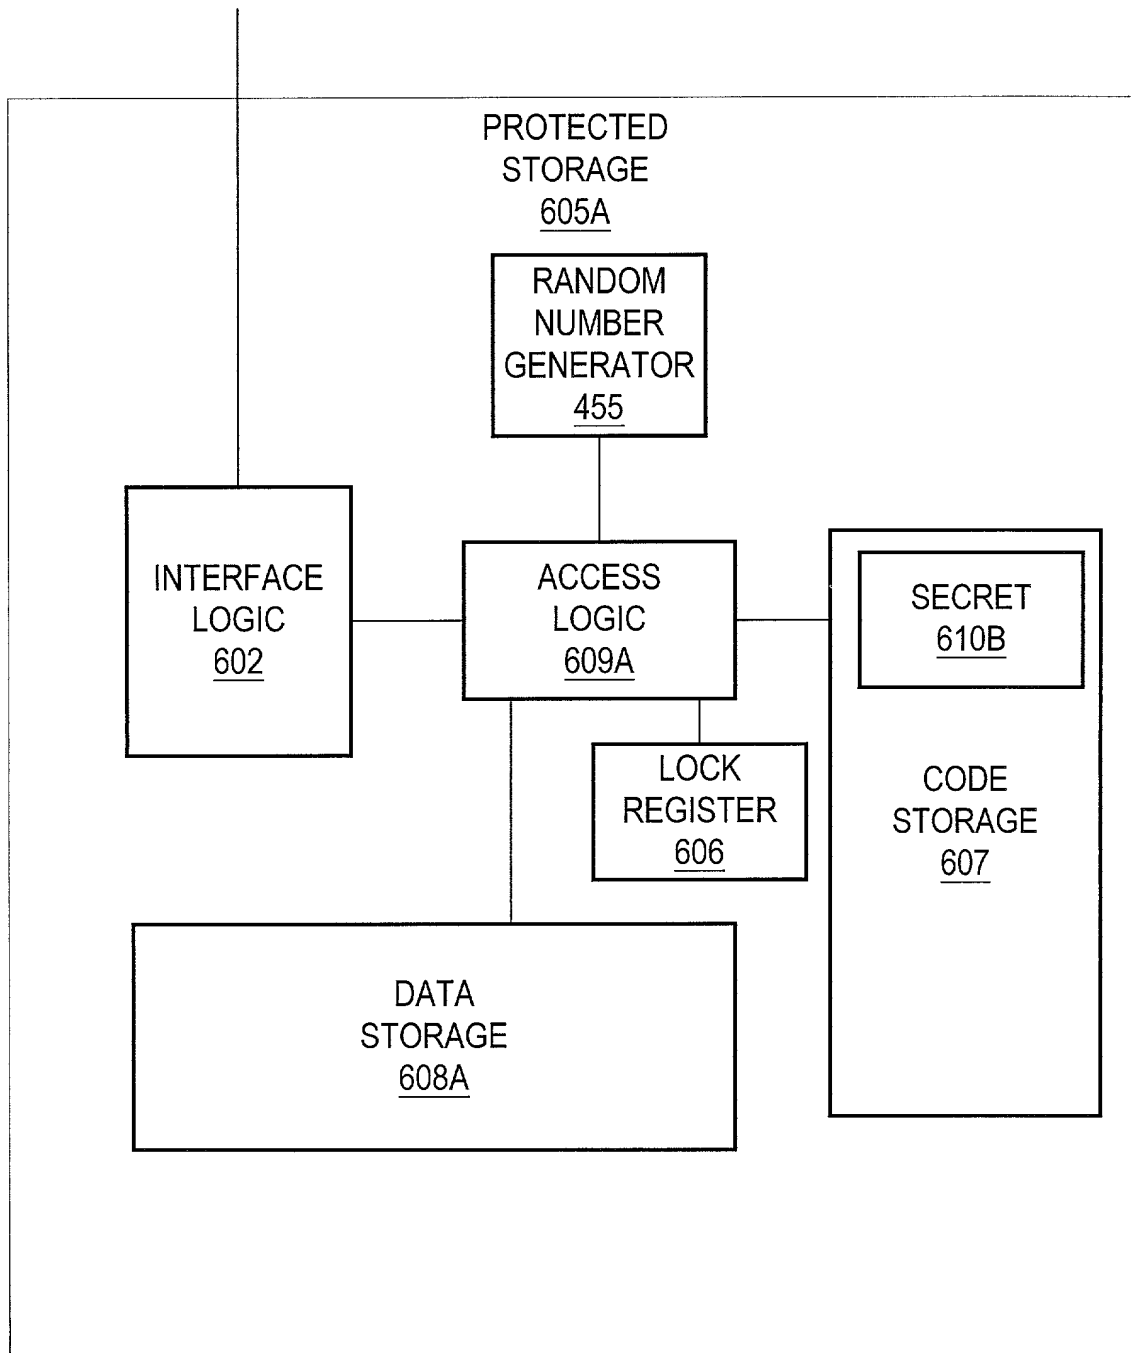 PROTECTED
STORAGE
605A
RANDOM
NUMBER
GENERATOR
455
INTERFACE
LOGIC
602
ACCESS
LOGIC
609A
SECRET
610B
LOCK
REGISTER
606
CODE
STORAGE
607
DATA
STORAGE
608A